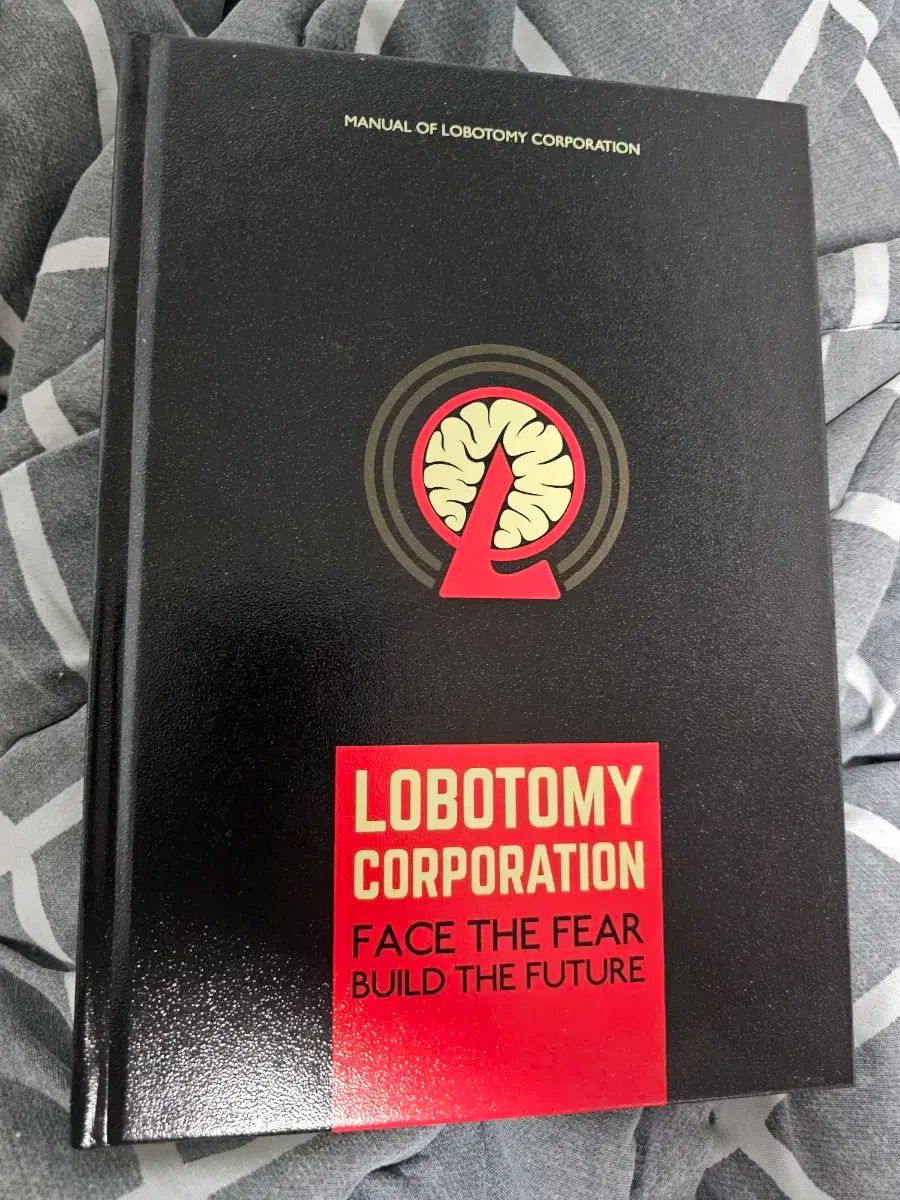 MANUAL OF LOBOTOMY CORPORATION
LOBOTOMY
CORPORATION
FACE THE FEAR
BUILD THE FUTURE